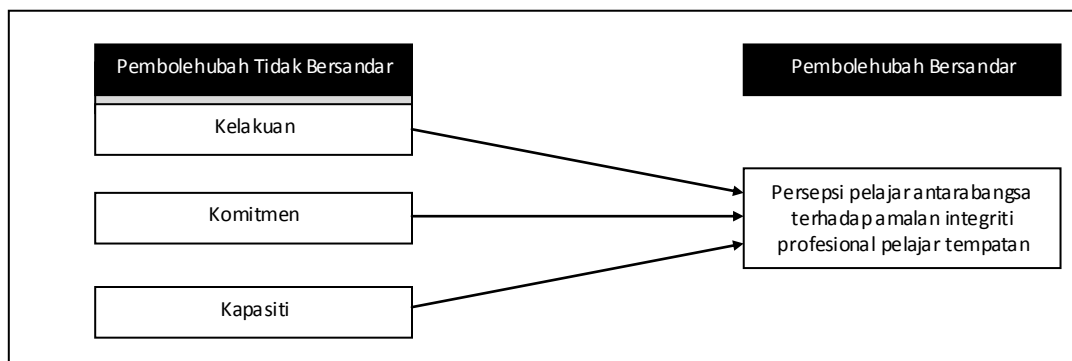 Pembolehubah Tidak Bersandar
Pembolehubah Bersandar
Kelakuan
Komitmen
Persepsi pelajar antarabangsa
terhadap amalan integriti
profesional pelajar tempatan
Kapasiti